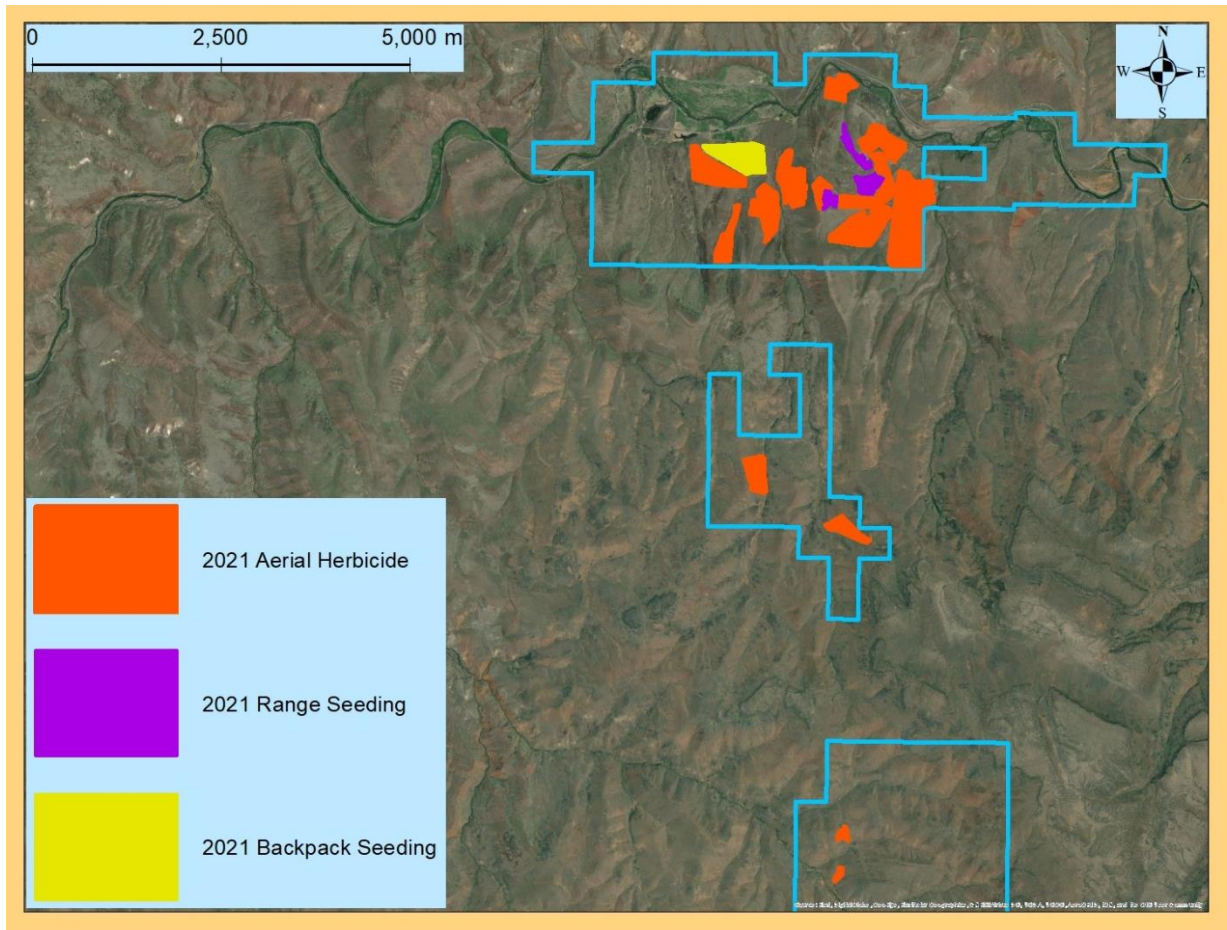 0 2,500 5,000 m
N
W E
S
2021 Aerial Herbicide
2021 Range Seeding
2021 Backpack Seeding